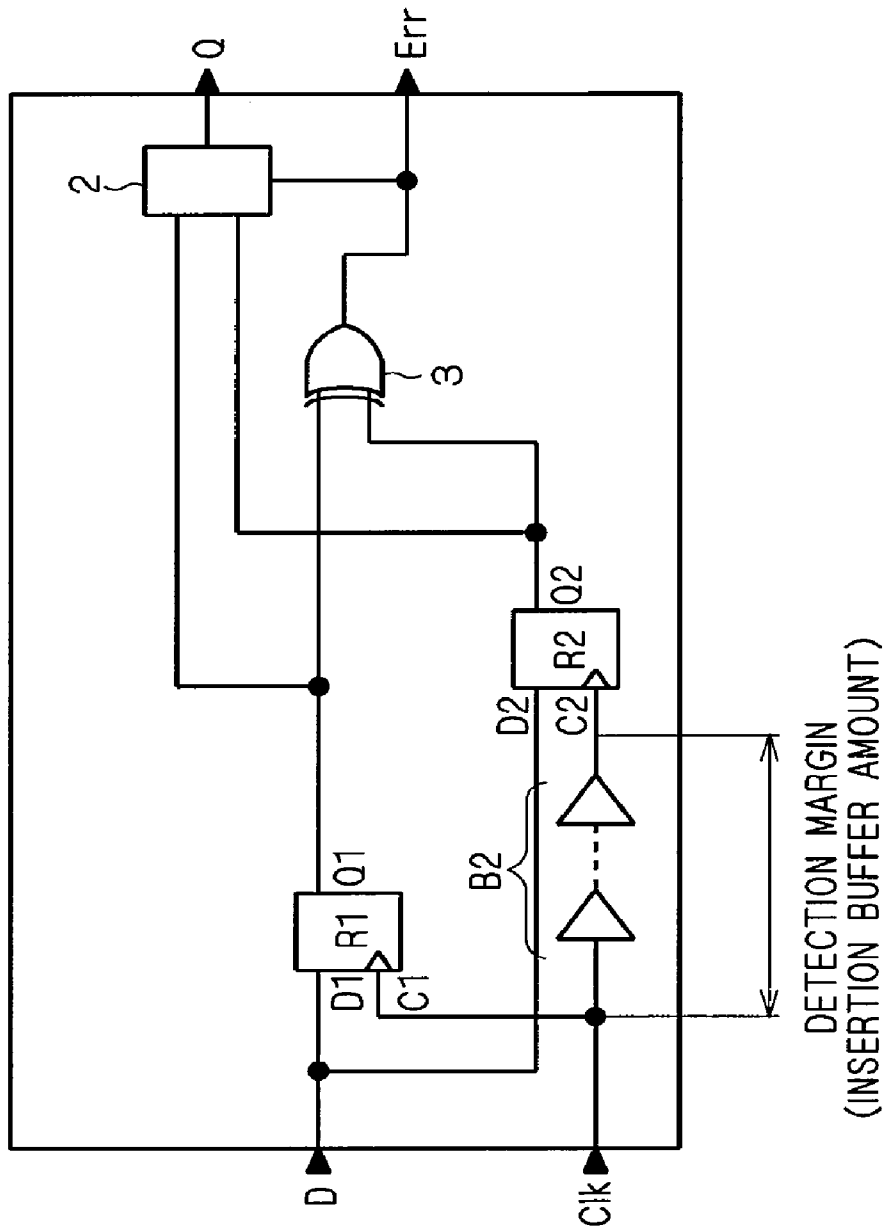 Q
Err
2
3
Q2
R2
D2
C2
B2
Q1
R1
D1
C1
D
Clk
DETECTION MARGIN
(INSERTION BUFFER AMOUNT)